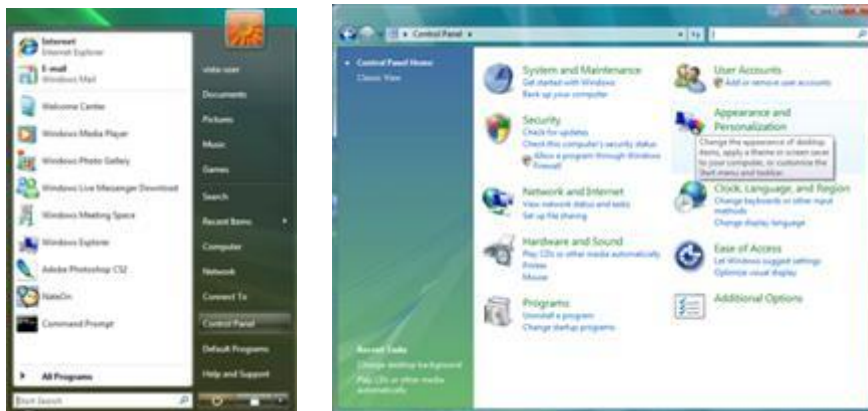 Internet
Internet Explorer
E-mail
Windows Mail
Welcome Center
Windows Media Player
Windows Photo Gallery
Windows Live Messenger Download
Windows Meeting Space
Windows Explorer
Adobe Photoshop CS2
NateOn
Command Prompt
All Programs
Start Search
vista user
Documents
Pictures
Music
Games
Search
Recent Items
Computer
Network
Connect To
Control Panel
Default Programs
Help and Support
Control Panel
Control Panel Home
Classic View
System and Maintenance
Get started with Windows
Back up your computer
Security
Check for updates
Check this computer's security status
Allow a program through Windows
Firewall
Network and Internet
View network status and tasks
Set up file sharing
Hardware and Sound
Play CDs or other media automatically
Printer
Mouse
Programs
Uninstall a program
Change startup programs
User Accounts
Add or remove user accounts
Appearance and
Personalization
Change the appearance of desktop
items, apply a theme or screen saver
to your computer, or customize the
Start menu and taskbar.
Clock, Language, and Region
Change keyboards or other input
methods
Change display language
Ease of Access
Let Windows suggest settings
Optimize visual display
Additional Options
Recent Tasks
Change desktop background
Play CDs or other media
automatically